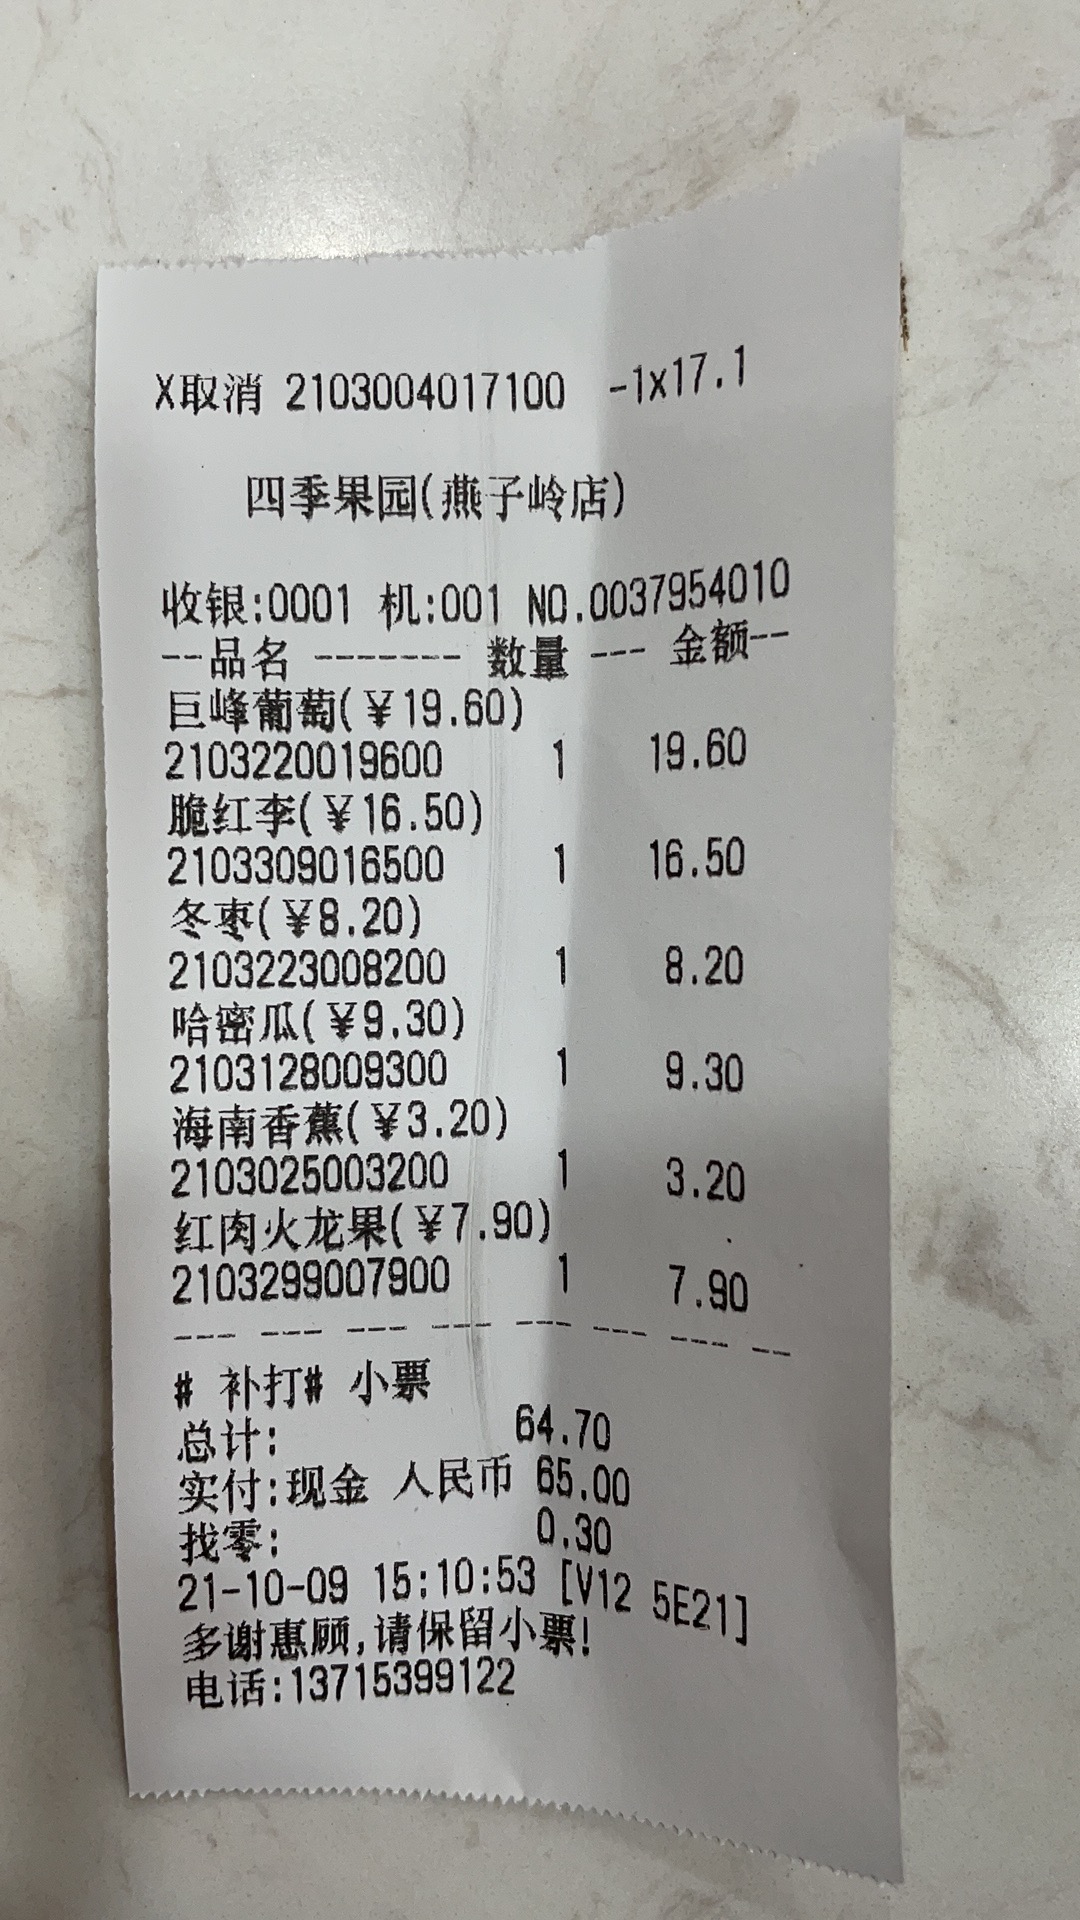 X取消 2103004017100 -1x17.1
四季果园(燕子岭店)
收银:0001 机:001 NO.0037954010
--品名 ------- 数量 --- 金额--
巨峰葡萄(￥19.60)
2103220019600 1 19.60
脆红李(￥16.50)
2103309016500 1 16.50
冬枣(￥8.20)
2103223008200 1 8.20
哈密瓜(￥9.30)
2103128009300 1 9.30
海南香蕉(￥3.20)
2103025003200 1 3.20
红肉火龙果(￥7.90)
2103299007900 1 7.90
--- --- --- --- --- --- --- --
# 补打# 小票
总计: 64.70
实付:现金 人民币 65.00
找零: 0.30
21-10-09 15:10:53 [V12 5E21]
多谢惠顾,请保留小票!
电话:13715399122